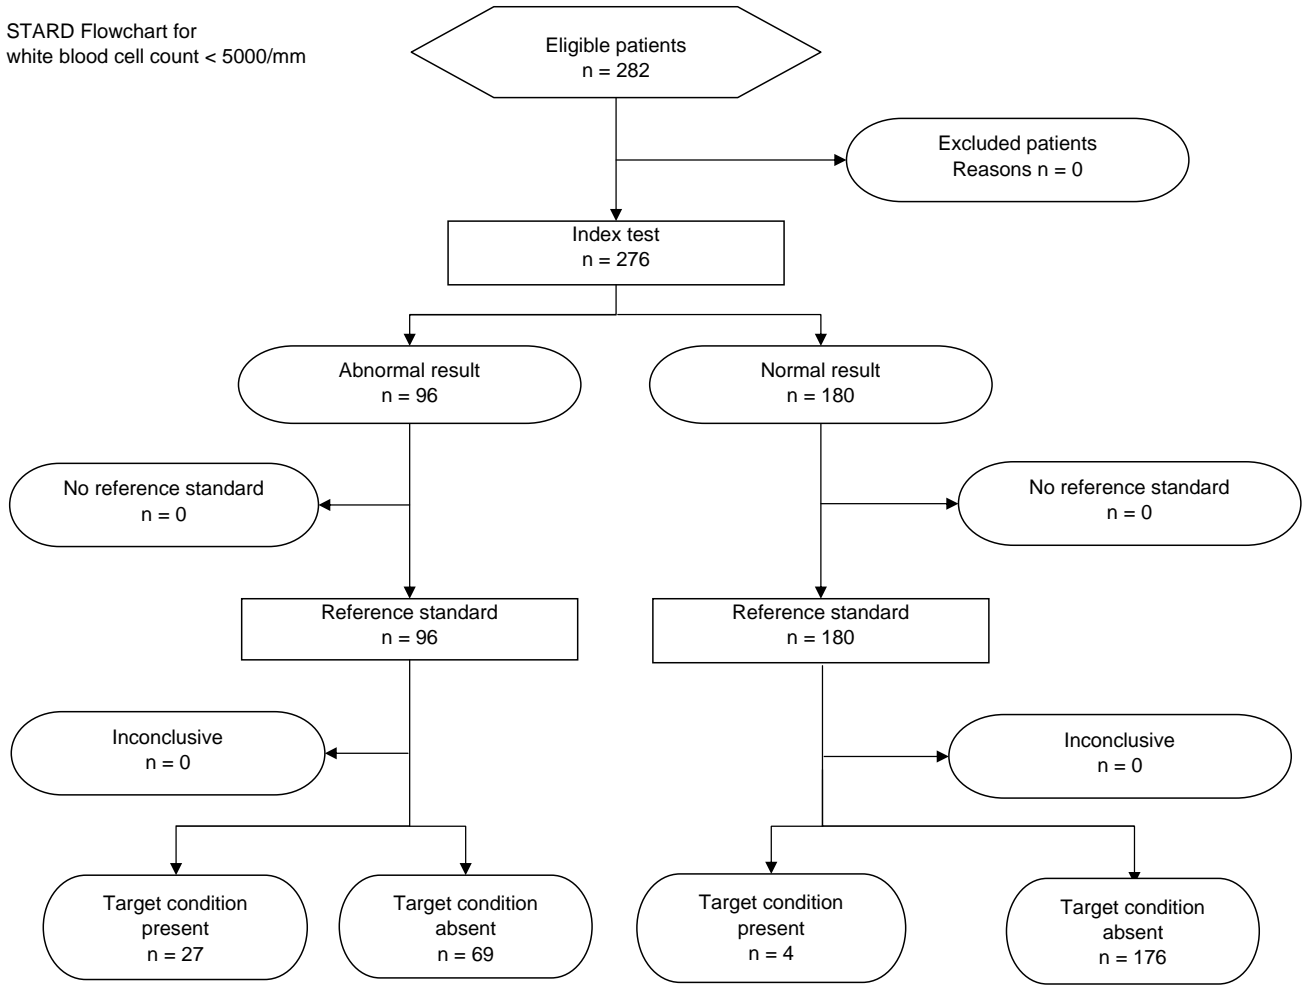 STARD Flowchart for
white blood cell count < 5000/mm
Eligible patients
n = 282
Excluded patients
Reasons n = 0
Index test
n = 276
Abnormal result
n = 96
Normal result
n = 180
No reference standard
n = 0
No reference standard
n = 0
Reference standard
n = 96
Reference standard
n = 180
Inconclusive
n = 0
Inconclusive
n = 0
Target condition
present
n = 27
Target condition
absent
n = 69
Target condition
present
n = 4
Target condition
absent
n = 176